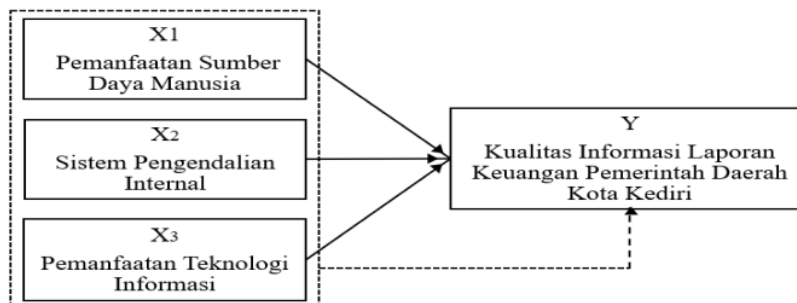 X1
Pemanfaatan Sumber
Daya Manusia
X2
Sistem Pengendalian
Internal
X3
Pemanfaatan Teknologi
Informasi
Y
Kualitas Informasi Laporan
Keuangan Pemerintah Daerah
Kota Kediri